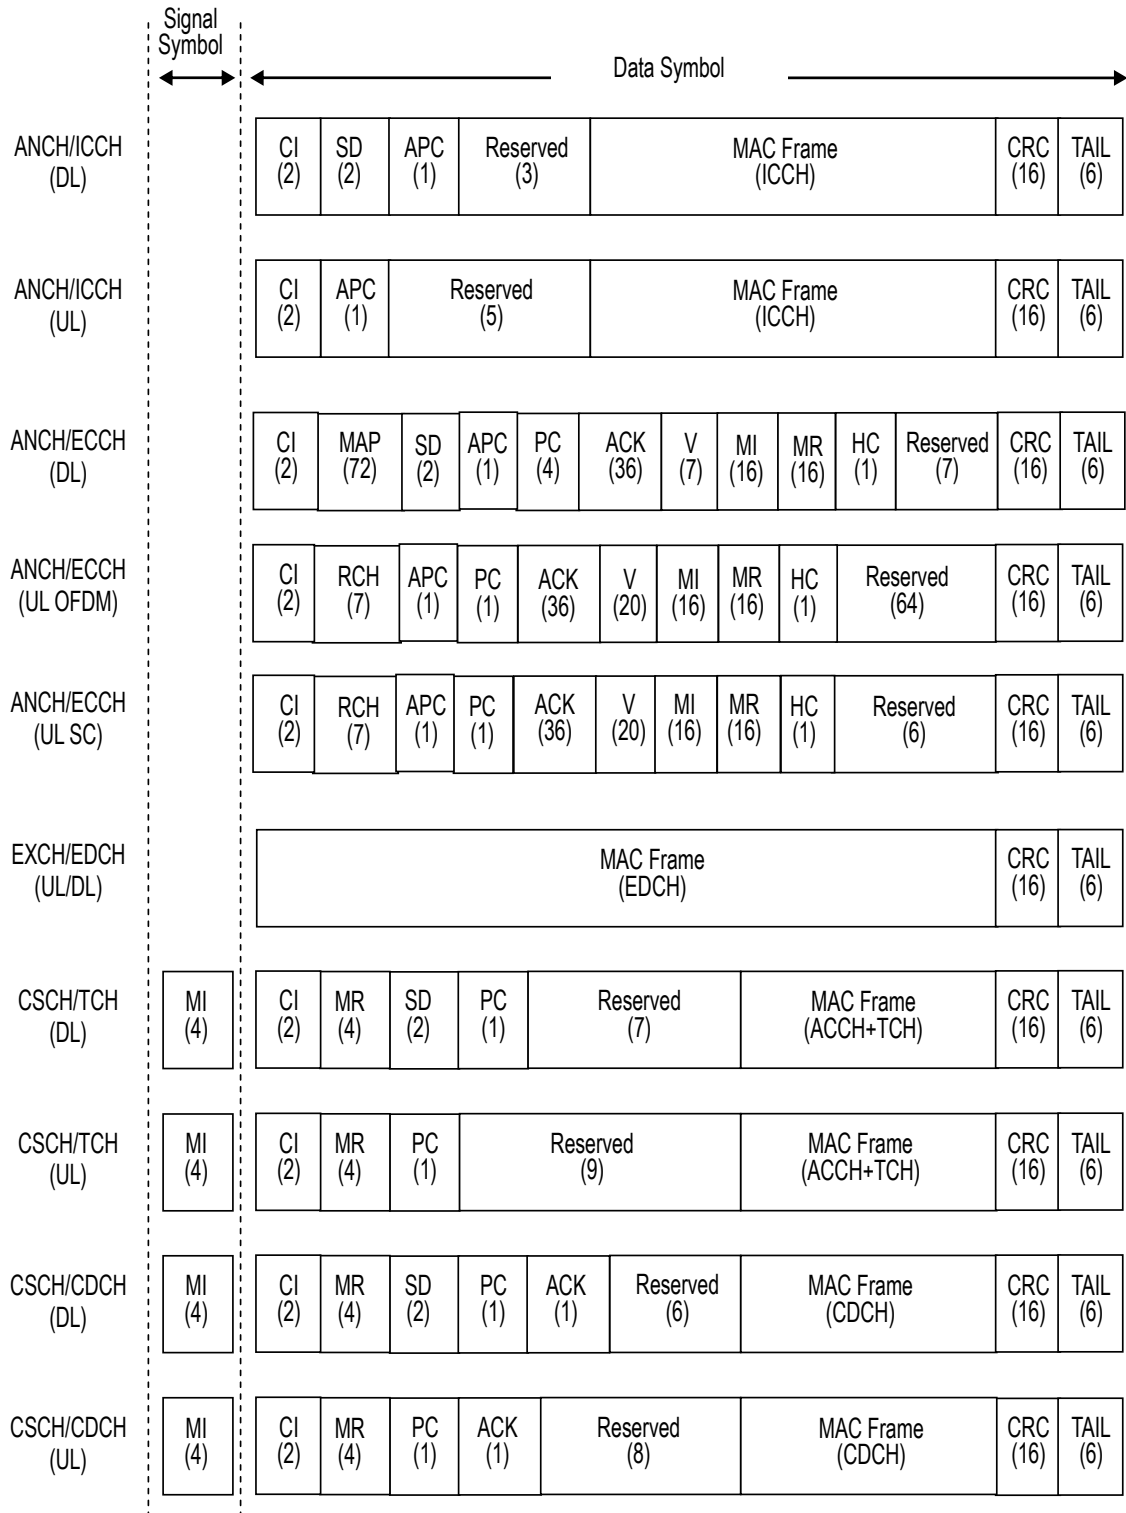 Signal
Symbol
Data Symbol
ANCH/ICCH
(DL)
CI
(2)
SD
(2)
APC
(1)
Reserved
(3)
MAC Frame
(ICCH)
CRC
(16)
TAIL
(6)
ANCH/ICCH
(UL)
CI
(2)
APC
(1)
Reserved
(5)
MAC Frame
(ICCH)
CRC
(16)
TAIL
(6)
ANCH/ECCH
(DL)
CI
(2)
MAP
(72)
SD
(2)
APC
(1)
PC
(4)
ACK
(36)
V
(7)
MI
(16)
MR
(16)
HC
(1)
Reserved
(7)
CRC
(16)
TAIL
(6)
ANCH/ECCH
(UL OFDM)
CI
(2)
RCH
(7)
APC
(1)
PC
(1)
ACK
(36)
V
(20)
MI
(16)
MR
(16)
HC
(1)
Reserved
(64)
CRC
(16)
TAIL
(6)
ANCH/ECCH
(UL SC)
CI
(2)
RCH
(7)
APC
(1)
PC
(1)
ACK
(36)
V
(20)
MI
(16)
MR
(16)
HC
(1)
Reserved
(6)
CRC
(16)
TAIL
(6)
EXCH/EDCH
(UL/DL)
MAC Frame
(EDCH)
CRC
(16)
TAIL
(6)
CSCH/TCH
(DL)
MI
(4)
CI
(2)
MR
(4)
SD
(2)
PC
(1)
Reserved
(7)
MAC Frame
(ACCH+TCH)
CRC
(16)
TAIL
(6)
CSCH/TCH
(UL)
MI
(4)
CI
(2)
MR
(4)
PC
(1)
Reserved
(9)
MAC Frame
(ACCH+TCH)
CRC
(16)
TAIL
(6)
CSCH/CDCH
(DL)
MI
(4)
CI
(2)
MR
(4)
SD
(2)
PC
(1)
ACK
(1)
Reserved
(6)
MAC Frame
(CDCH)
CRC
(16)
TAIL
(6)
CSCH/CDCH
(UL)
MI
(4)
CI
(2)
MR
(4)
PC
(1)
ACK
(1)
Reserved
(8)
MAC Frame
(CDCH)
CRC
(16)
TAIL
(6)